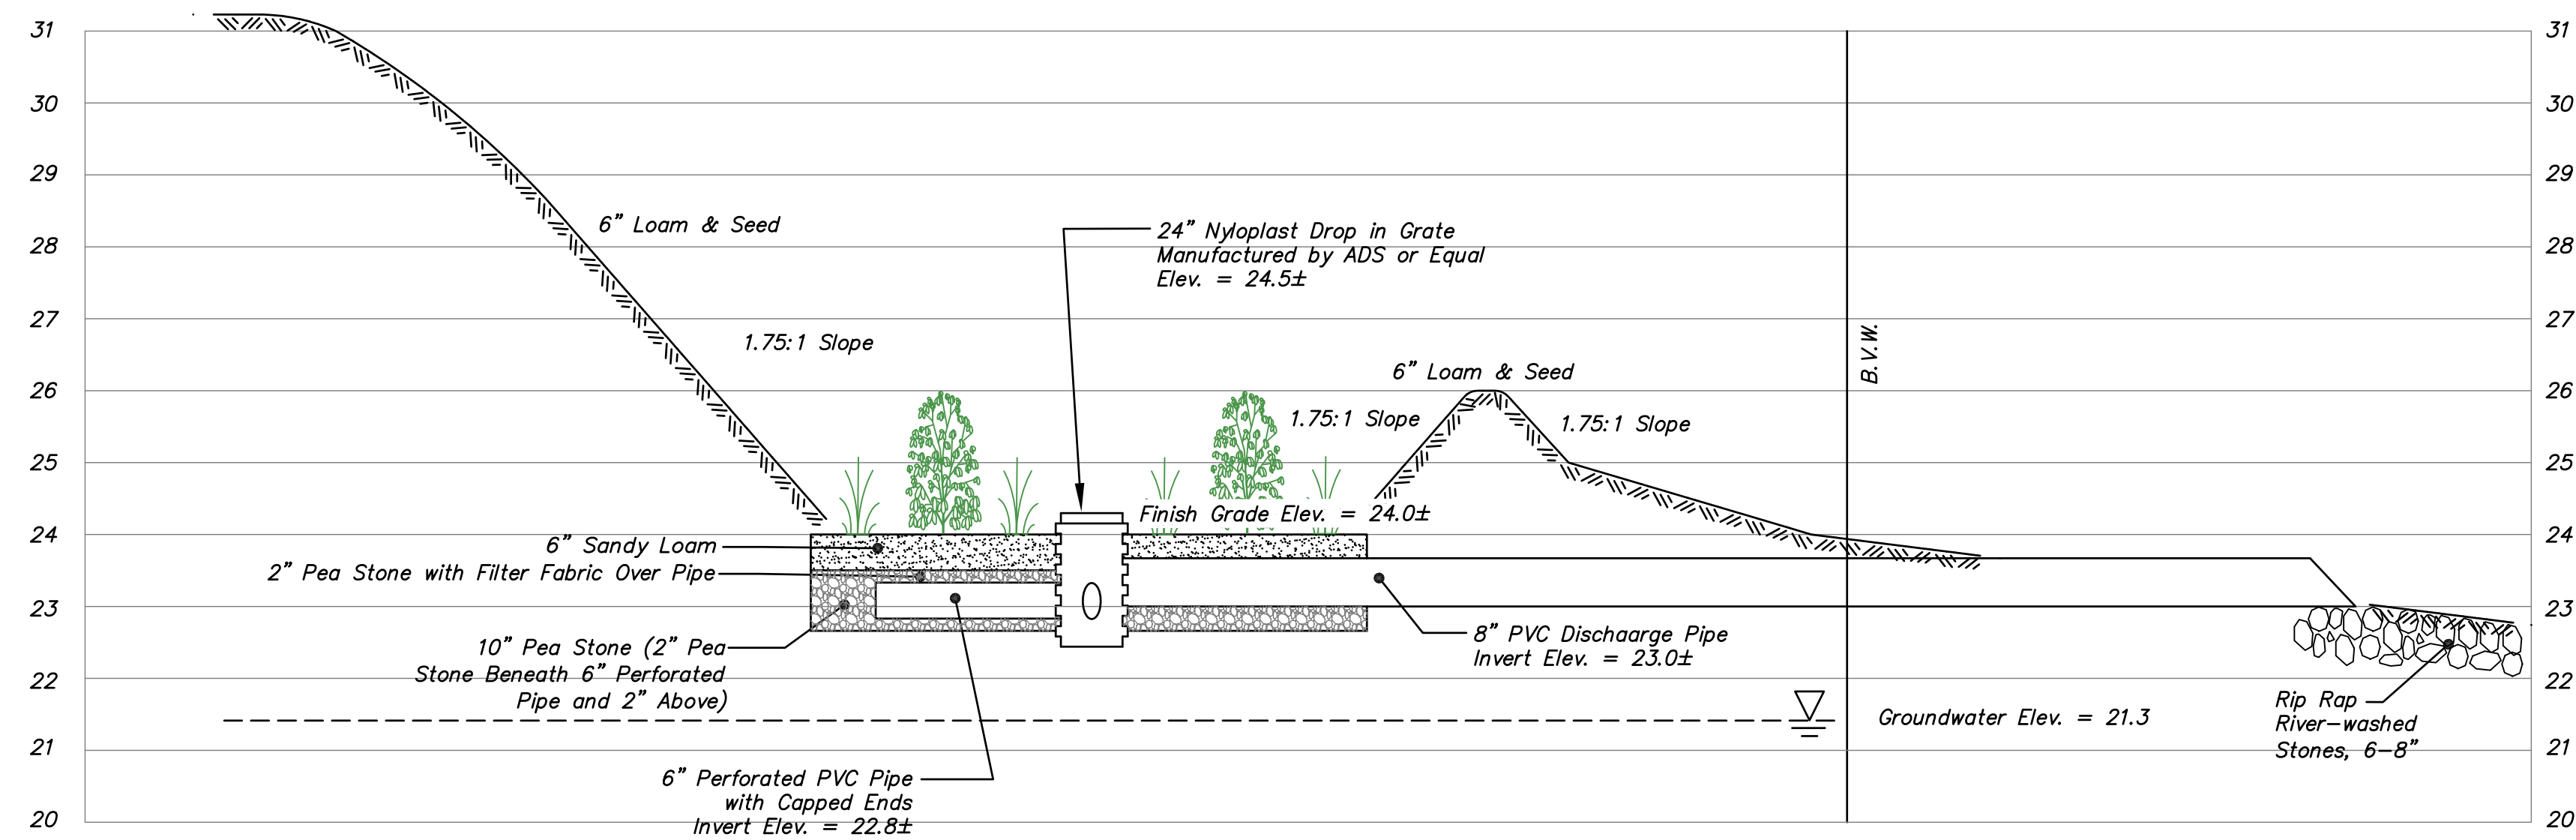 31
30
29
28
27
26
25
24
23
22
21
20
6" Loam & Seed
1.75:1 Slope
24" Nyloplast Drop in Grate
Manufactured by ADS or Equal
Elev. = 24.5±
6" Loam & Seed
1.75:1 Slope
1.75:1 Slope
B.V.W.
Finish Grade Elev. = 24.0±
6" Sandy Loam
2" Pea Stone with Filter Fabric Over Pipe
10" Pea Stone (2" Pea
Stone Beneath 6" Perforated
Pipe and 2" Above)
6" Perforated PVC Pipe
with Capped Ends
Invert Elev. = 22.8±
8" PVC Dischaarge Pipe
Invert Elev. = 23.0±
Groundwater Elev. = 21.3
Rip Rap
River-washed
Stones, 6-8"
31
30
29
28
27
26
25
24
23
22
21
20